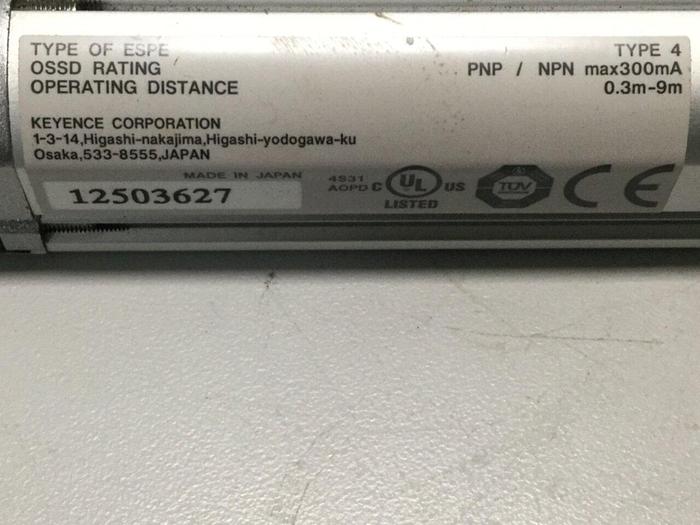 TYPE OF ESPE TYPE 4
OSSD RATING PNP / NPN max300mA
OPERATING DISTANCE 0.3m-9m
KEYENCE CORPORATION
1-3-14,Higashi-nakajima,Higashi-yodogawa-ku
Osaka,533-8555,JAPAN
MADE IN JAPAN
12503627
4S31
AOPD C UL US
LISTED
TÜV
CE